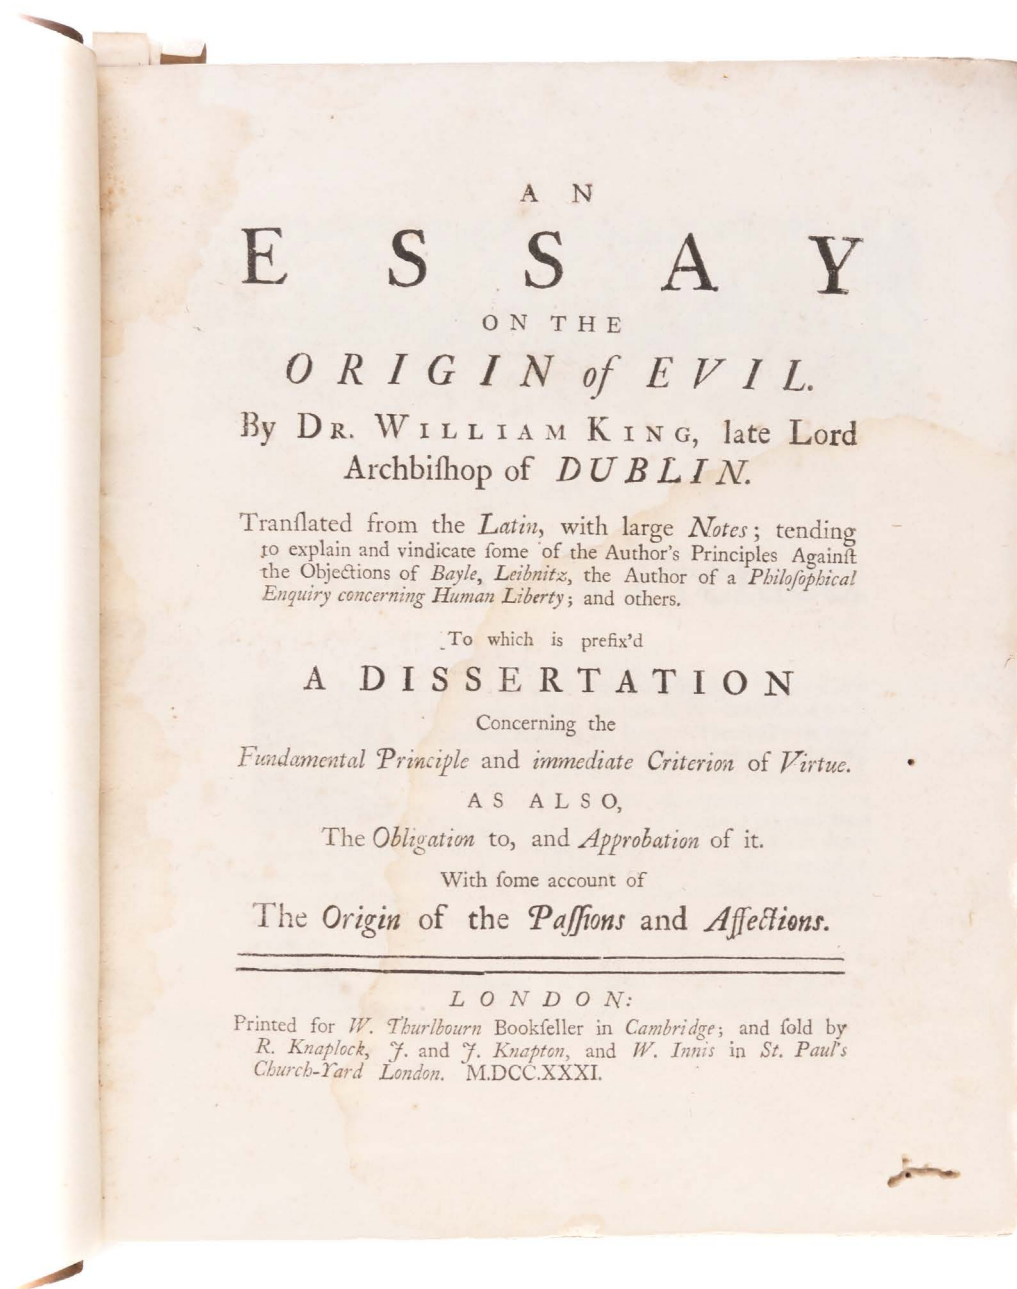 AN
ESSAY
ON THE
ORIGIN of EVIL.
By DR. WILLIAM KING, late Lord
Archbiſhop of DUBLIN.
Tranſlated from the Latin, with large Notes; tending
to explain and vindicate ſome of the Author's Principles Againſt
the Objections of Bayle, Leibnitz, the Author of a Philoſophical
Enquiry concerning Human Liberty; and others.
To which is prefix'd
A DISSERTATION
Concerning the
Fundamental Principle and immediate Criterion of Virtue.
AS ALSO,
The Obligation to, and Approbation of it.
With ſome account of
The Origin of the Paſſions and Affections.
LONDON:
Printed for W. Thurlbourn Bookſeller in Cambridge; and ſold by
R. Knaplock, J. and J. Knapton, and W. Innis in St. Paul's
Church-Yard London. M.DCC.XXXI.